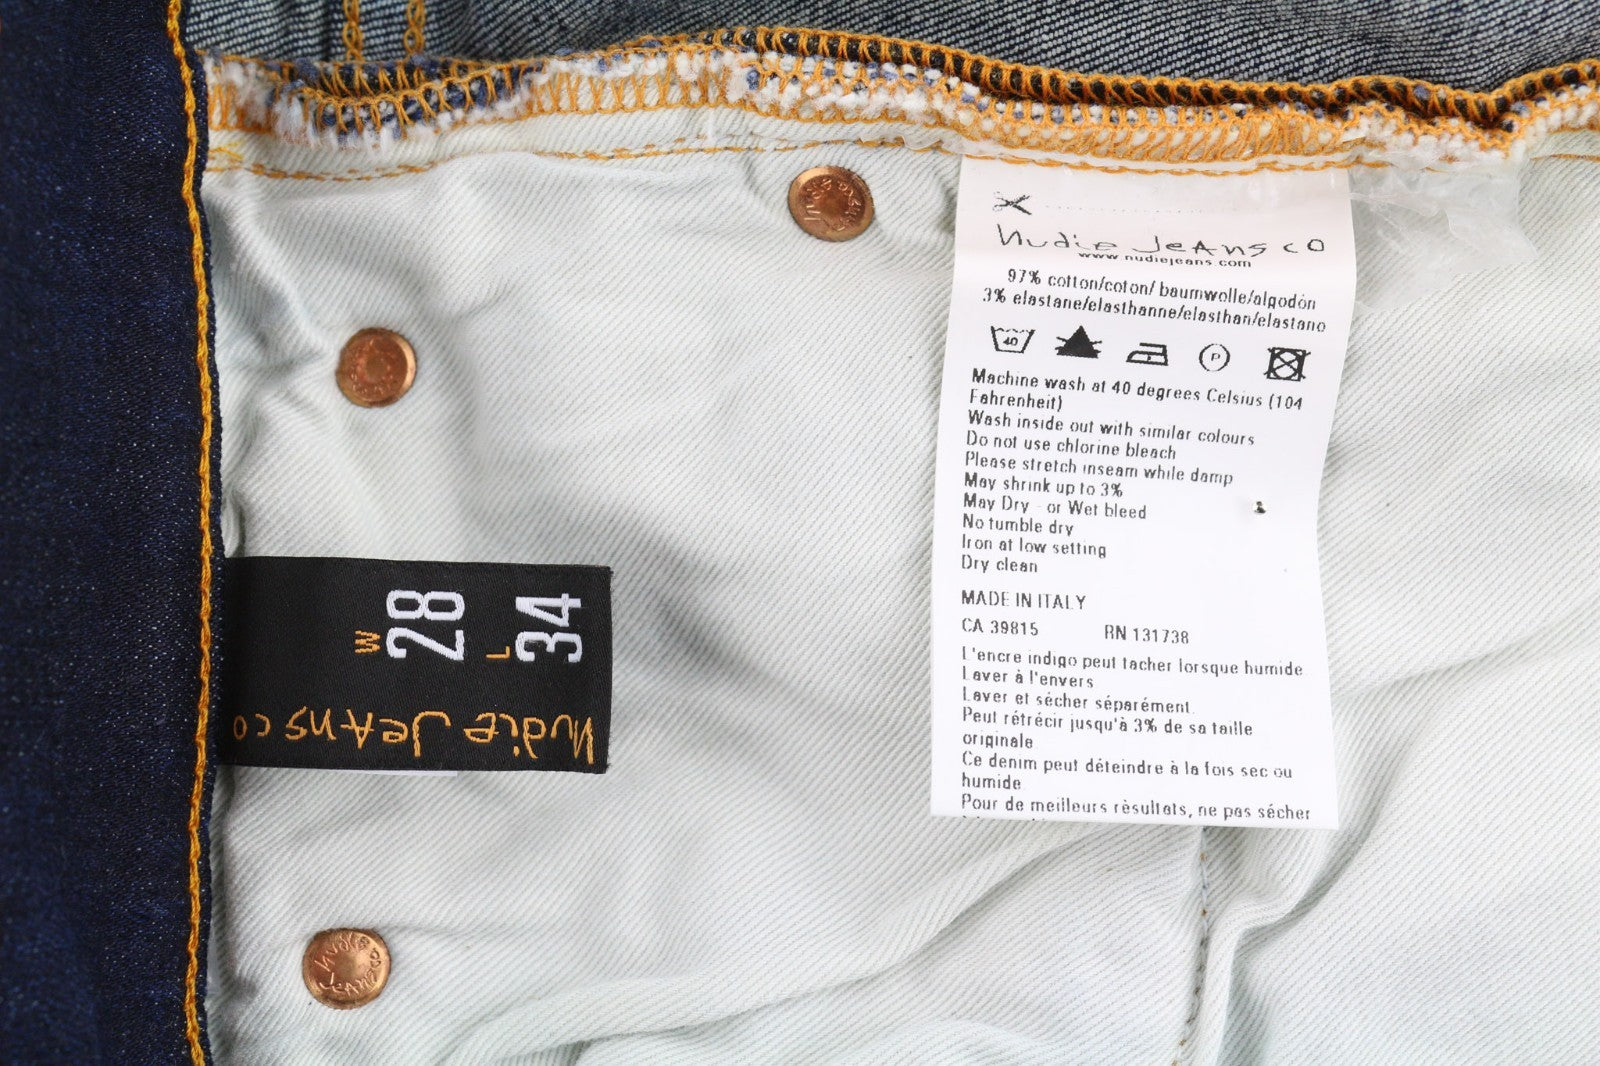 nudie Jeans co
www.nudiejeans.com
97% cotton/coton/ baumwolle/algodón
3% elastane/elasthanne/elasthan/elastano
40
P
Machine wash at 40 degrees Celsius (104
Fahrenheit)
Wash inside out with similar colours
Do not use chlorine bleach
Please stretch inseam while damp
May shrink up to 3%
May Dry - or Wet bleed
No tumble dry
Iron at low setting
Dry clean
MADE IN ITALY
CA 39815 RN 131738
L'encre indigo peut tacher lorsque humide
Laver à l'envers
Laver et sécher séparément.
Peut rétrécir jusqu'à 3% de sa taille
originale
Ce denim peut déteindre à la fois sec ou
humide.
Pour de meilleurs résultats, ne pas sécher
W
28
L
34
nudie Jeans co
nudie
Jeans co